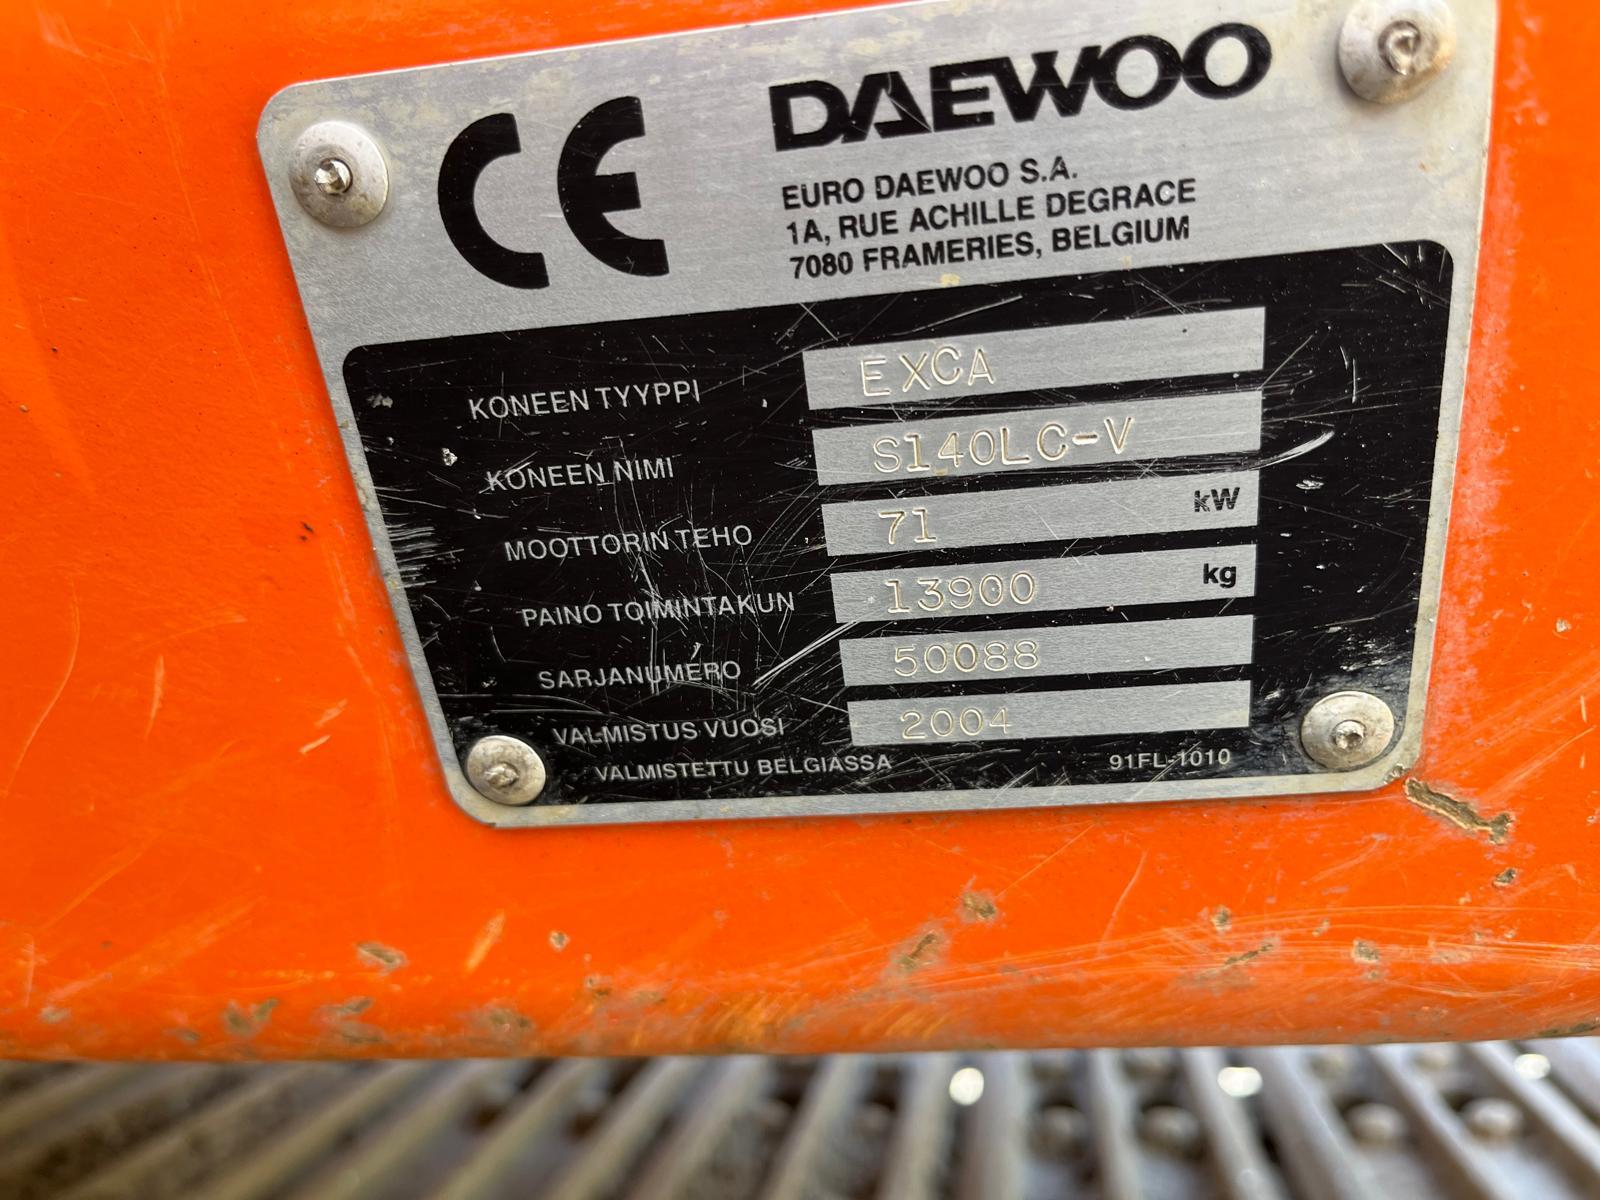 CE DAEWOO
EURO DAEWOO S.A.
1A, RUE ACHILLE DEGRACE
7080 FRAMERIES, BELGIUM
KONEEN TYYPPI EXCA
KONEEN NIMI S140LC-V
MOOTTORIN TEHO 71 kW
PAINO TOIMINTAKUN 13900 kg
SARJANUMERO 50088
VALMISTUS VUOSI 2004
VALMISTETTU BELGIASSA 91FL-1010